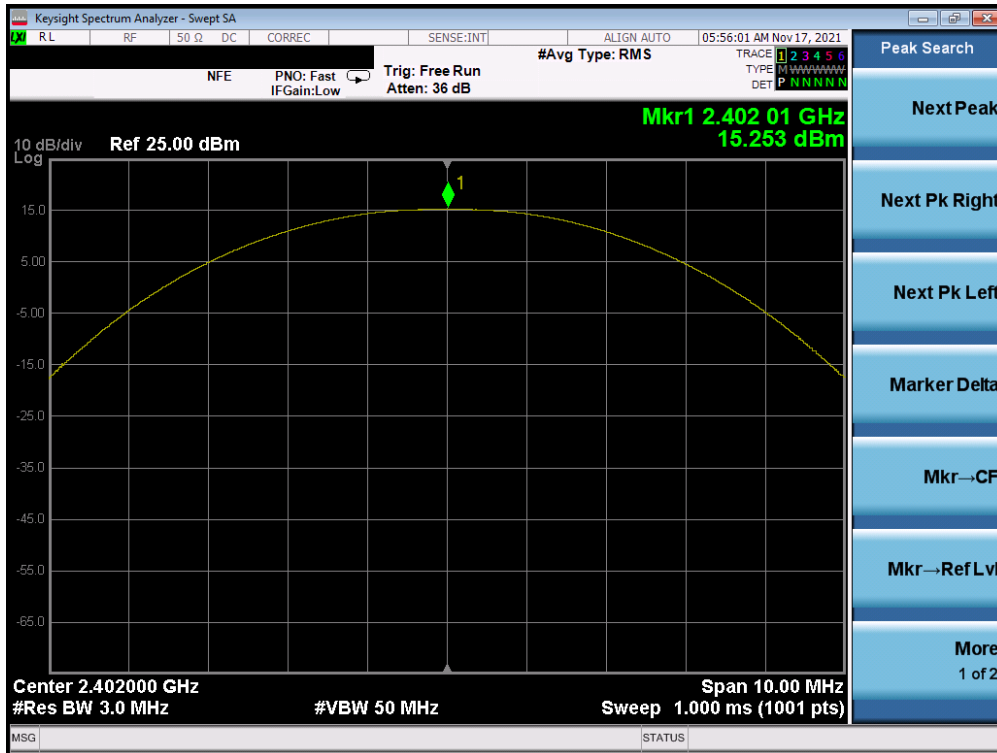 Keysight Spectrum Analyzer - Swept SA
LXI RL RF 50 Ω DC CORREC SENSE:INT ALIGN AUTO 05:56:01 AM Nov 17, 2021
#Avg Type: RMS TRACE 1 2 3 4 5 6
NFE PNO: Fast Trig: Free Run TYPE M WWWWW
IFGain:Low Atten: 36 dB DET P N N N N N
Mkr1 2.402 01 GHz
15.253 dBm
10 dB/div Ref 25.00 dBm
Log
1
15.0
5.00
-5.00
-15.0
-25.0
-35.0
-45.0
-55.0
-65.0
Center 2.402000 GHz Span 10.00 MHz
#Res BW 3.0 MHz #VBW 50 MHz Sweep 1.000 ms (1001 pts)
MSG STATUS
Peak Search
Next Peak
Next Pk Right
Next Pk Left
Marker Delta
Mkr→CF
Mkr→Ref Lvl
More
1 of 2